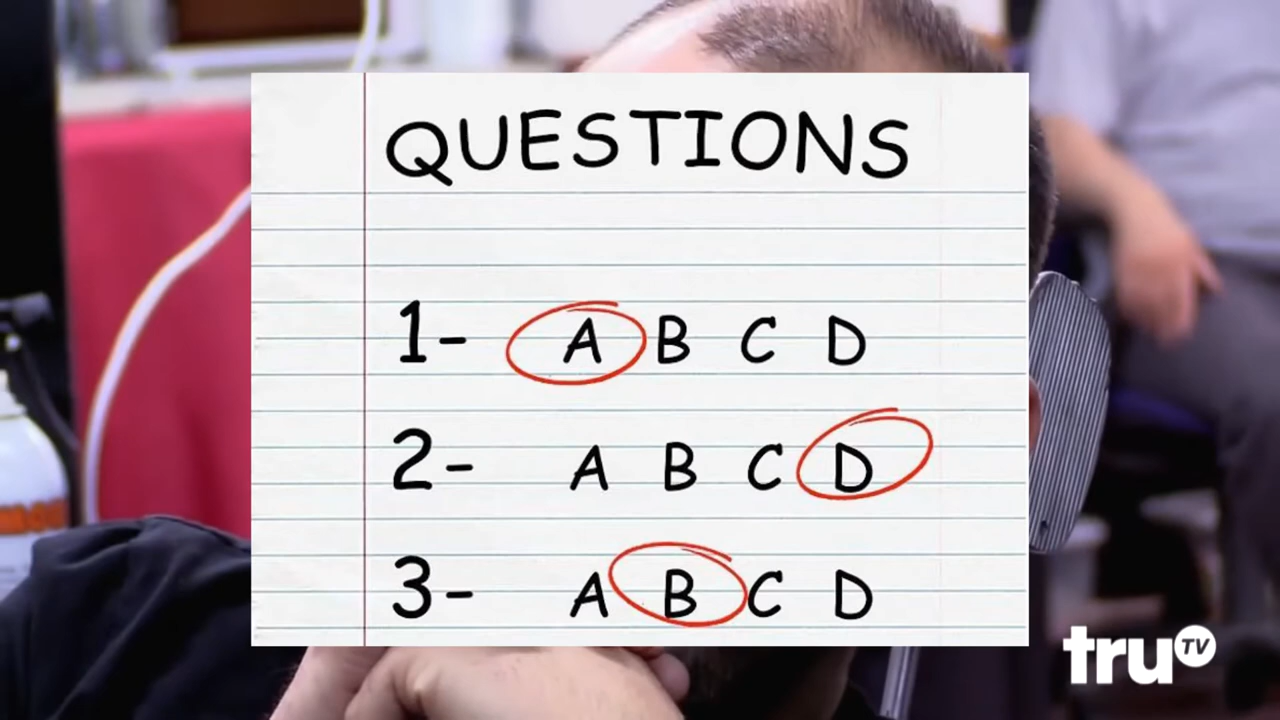 QUESTIONS
1- A B C D
2- A B C D
3- A B C D
truTV